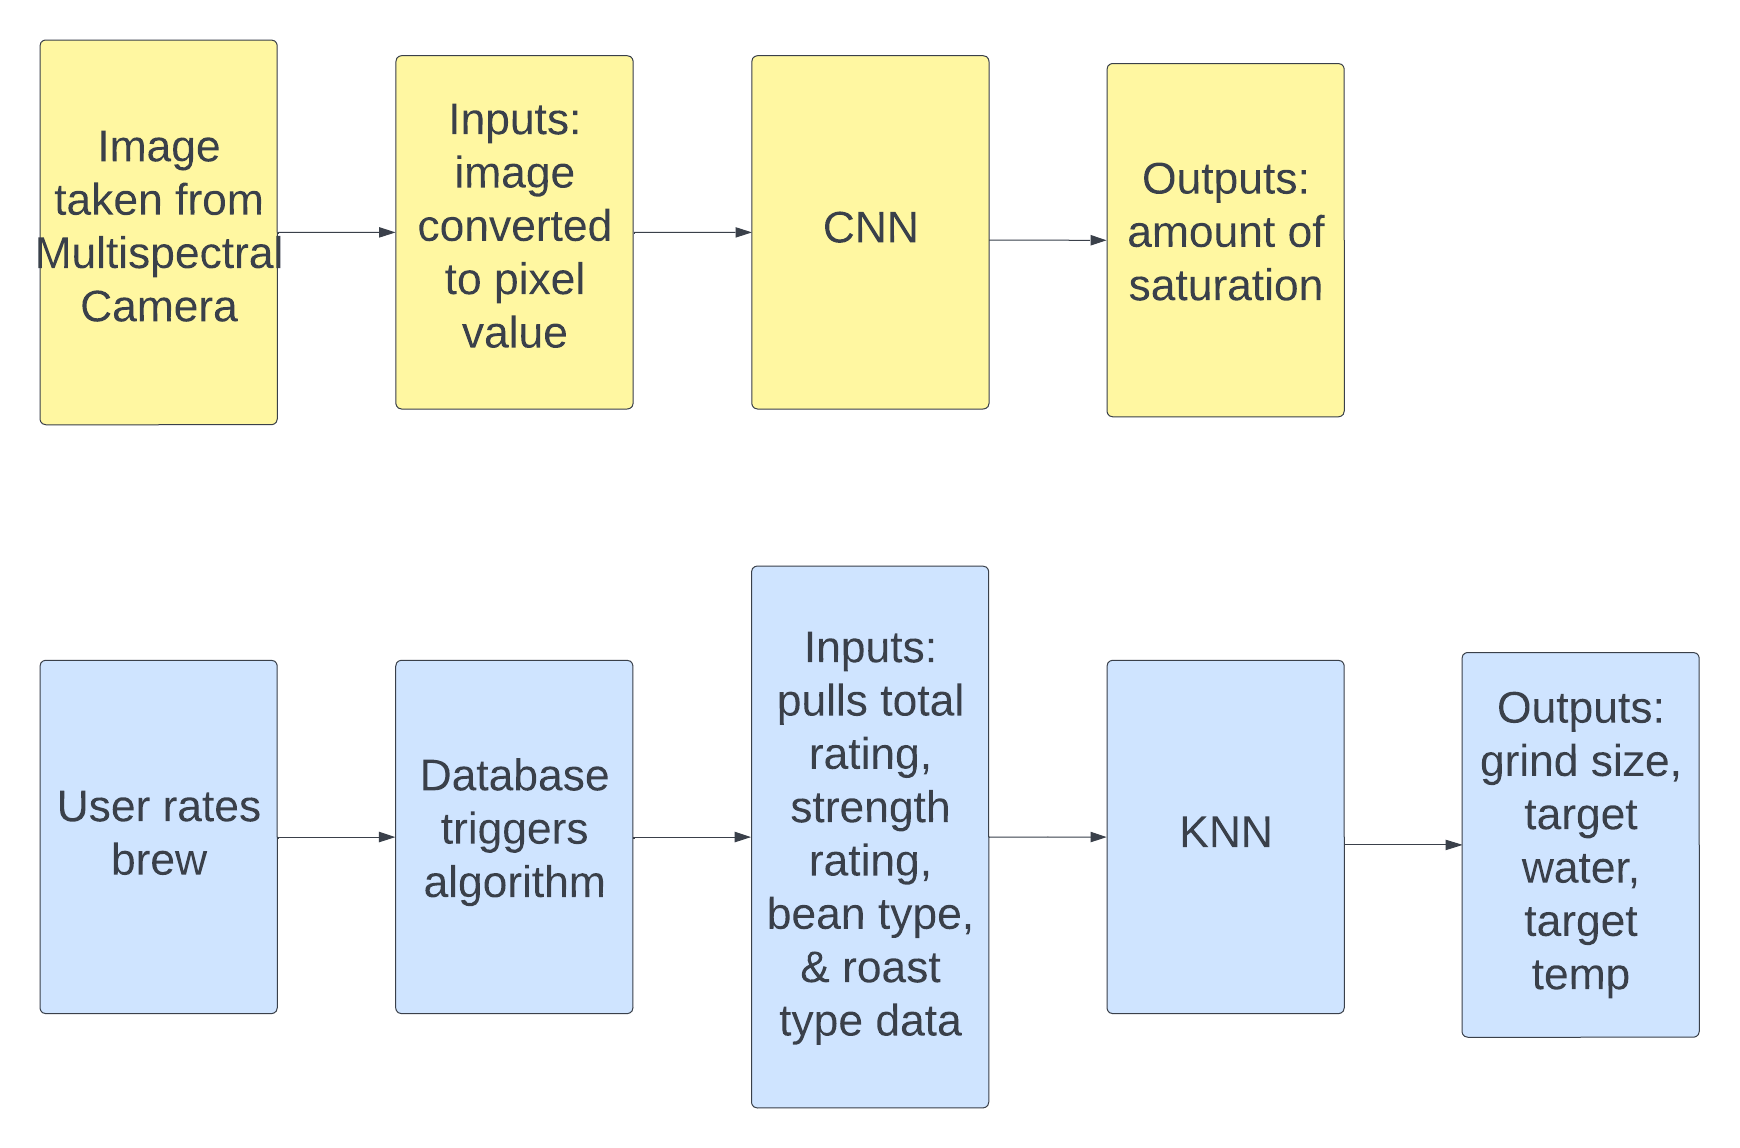 Image
taken from
Multispectral
Camera
Inputs:
image
converted
to pixel
value
CNN
Outputs:
amount of
saturation
User rates
brew
Database
triggers
algorithm
Inputs:
pulls total
rating,
strength
rating,
bean type,
& roast
type data
KNN
Outputs:
grind size,
target
water,
target
temp